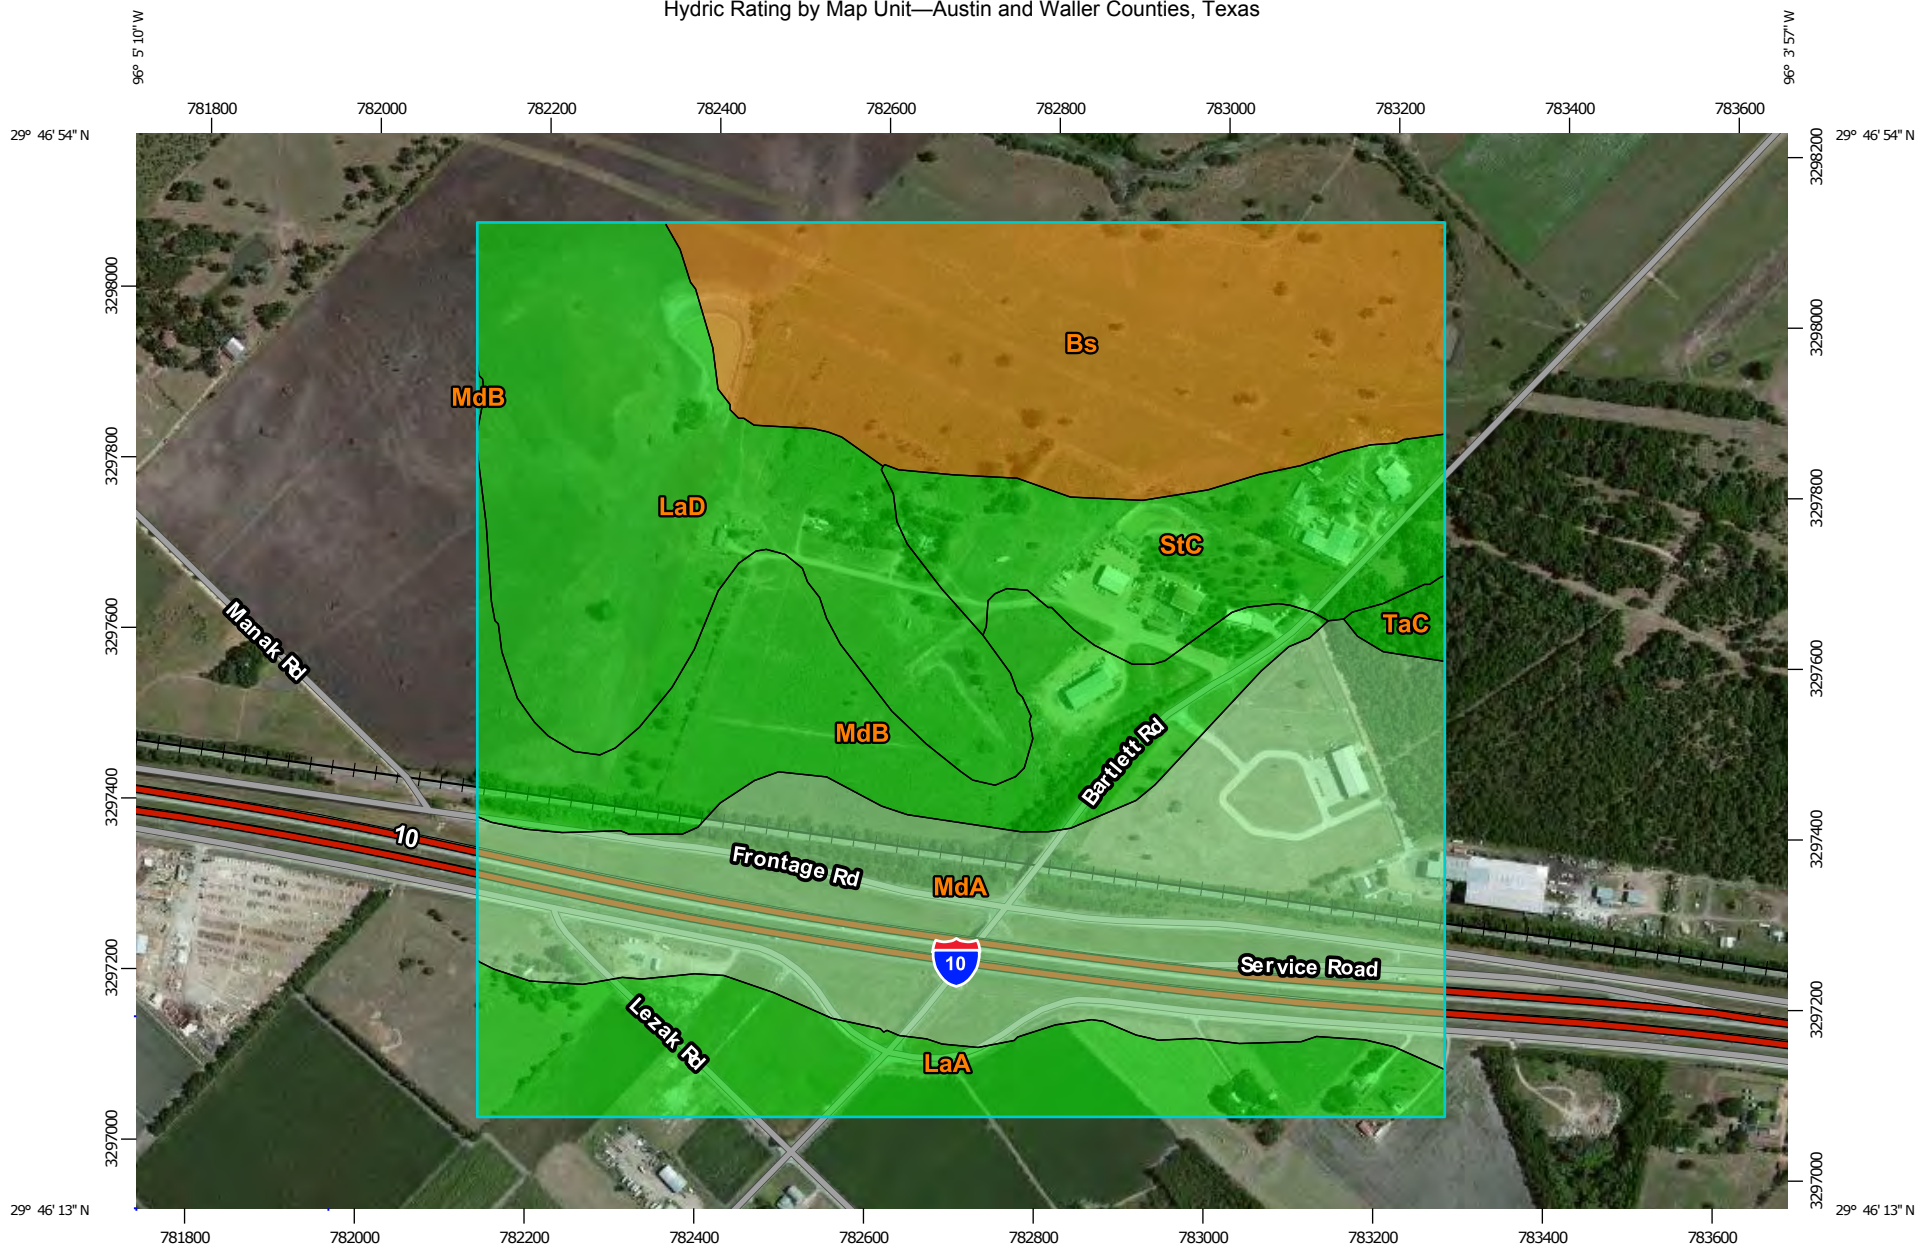 Hydric Rating by Map Unit—Austin and Waller Counties, Texas
96° 5' 10" W
96° 3' 57" W
781800 782000 782200 782400 782600 782800 783000 783200 783400 783600
29° 46' 54" N
29° 46' 54" N
3298200
3298000
3298000
Bs
MdB
3297800
3297800
LaD
StC
3297600
Manak Rd
TaC
3297600
MdB
Bartlett Rd
3297400
3297400
10
Frontage Rd
MdA
10
Service Road
3297200
3297200
Lezak Rd
LaA
3297000
3297000
29° 46' 13" N
29° 46' 13" N
781800 782000 782200 782400 782600 782800 783000 783200 783400 783600